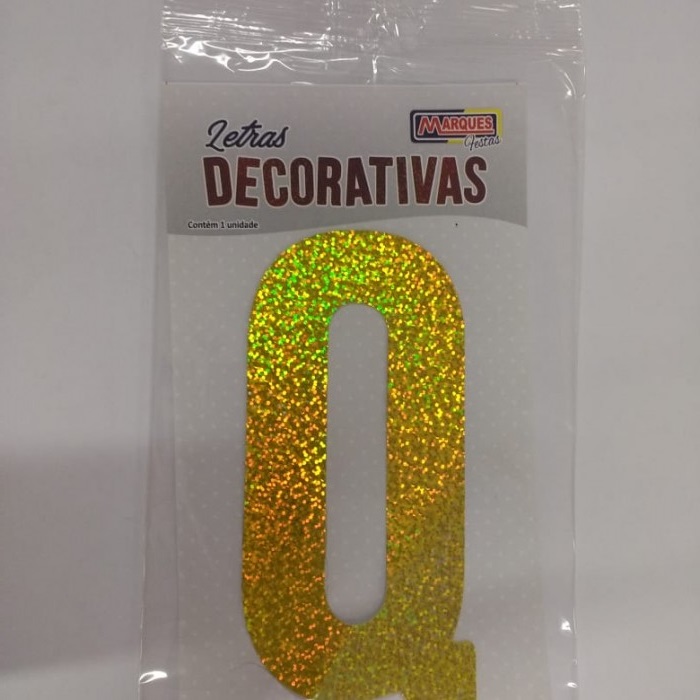 Letras
MARQUES
Festas
DECORATIVAS
Contém 1 unidade
Q